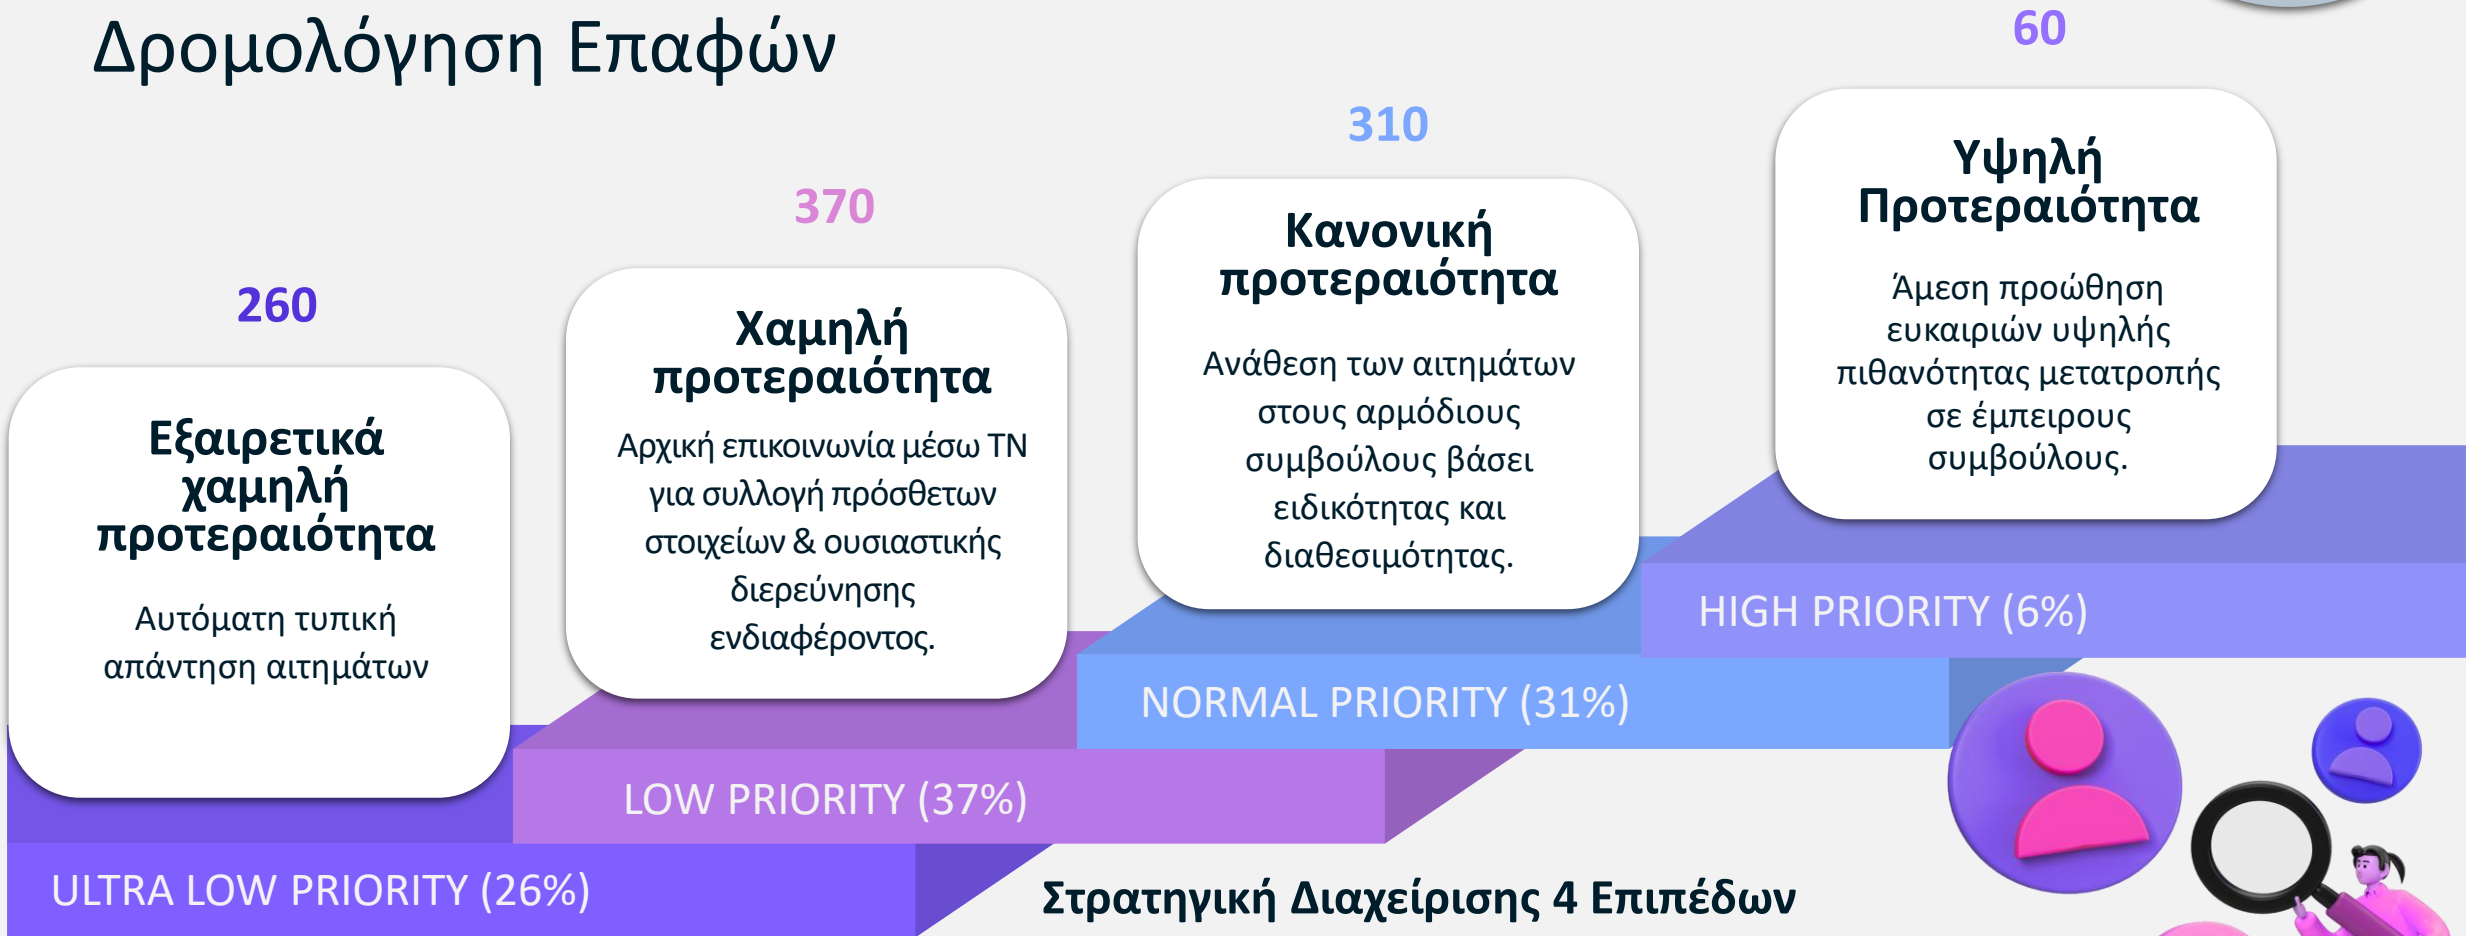 Δρομολόγηση Επαφών
260
Εξαιρετικά
χαμηλή
προτεραιότητα
Αυτόματη τυπική
απάντηση αιτημάτων
ULTRA LOW PRIORITY (26%)
370
Χαμηλή
προτεραιότητα
Αρχική επικοινωνία μέσω ΤΝ
για συλλογή πρόσθετων
στοιχείων & ουσιαστικής
διερεύνησης
ενδιαφέροντος.
LOW PRIORITY (37%)
310
Κανονική
προτεραιότητα
Ανάθεση των αιτημάτων
στους αρμόδιους
συμβούλους βάσει
ειδικότητας και
διαθεσιμότητας.
NORMAL PRIORITY (31%)
60
Υψηλή
Προτεραιότητα
Άμεση προώθηση
ευκαιριών υψηλής
πιθανότητας μετατροπής
σε έμπειρους
συμβούλους.
HIGH PRIORITY (6%)
Στρατηγική Διαχείρισης 4 Επιπέδων